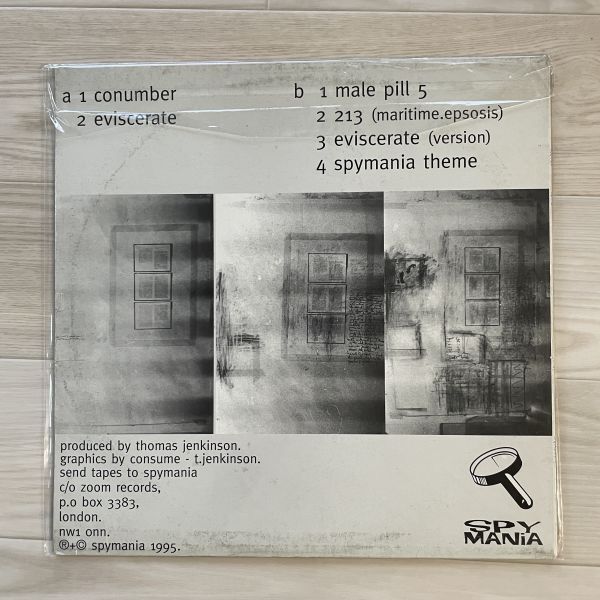 a 1 conumber
2 eviscerate
b 1 male pill 5
2 213 (maritime.epsosis)
3 eviscerate (version)
4 spymania theme
produced by thomas jenkinson.
graphics by consume - t.jenkinson.
send tapes to spymania
c/o zoom records,
p.o box 3383,
london.
nw1 onn.
®+© spymania 1995.
SPY
MANiA